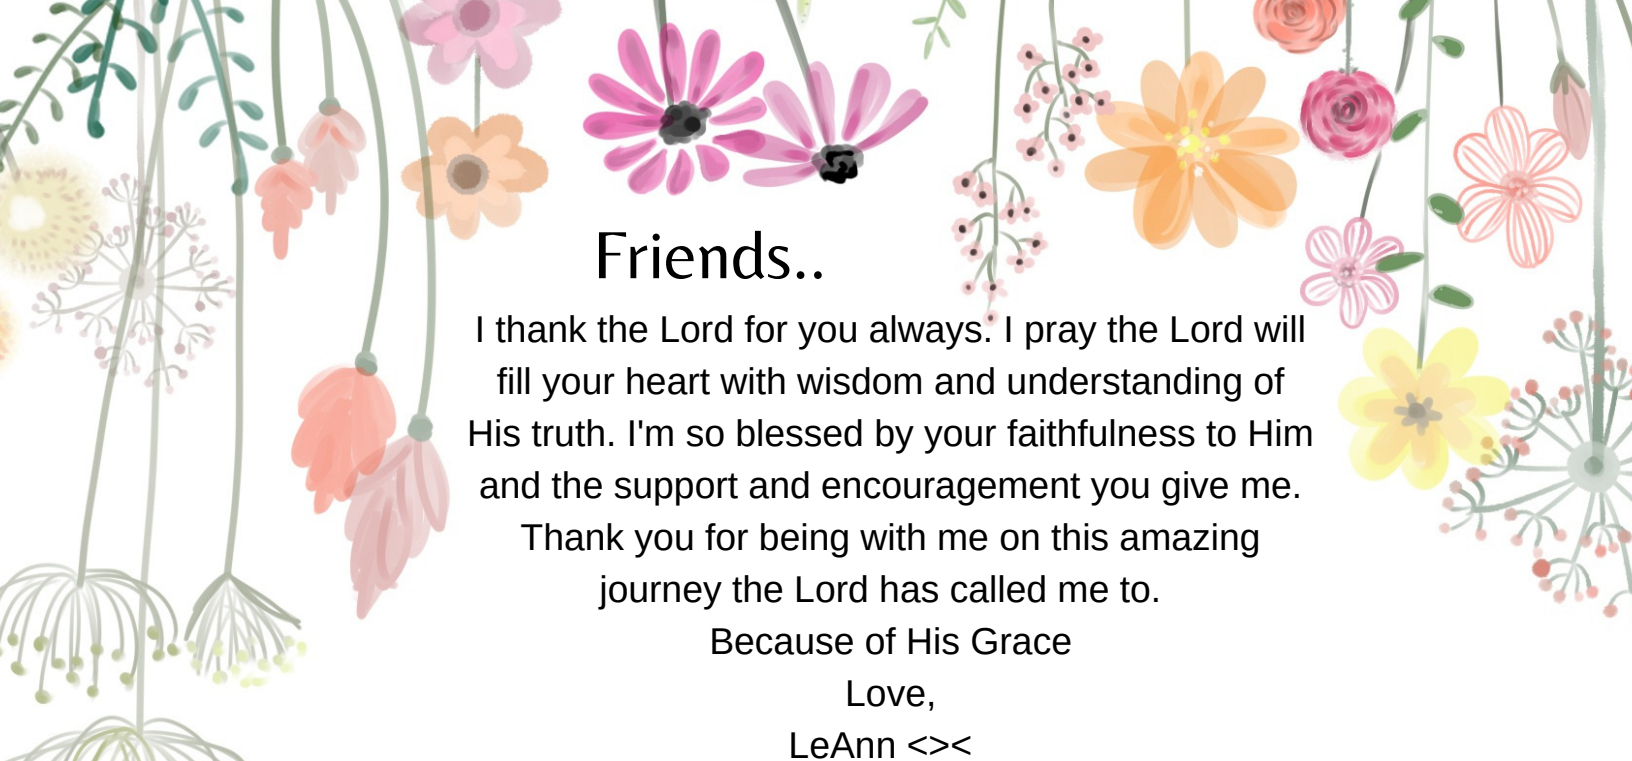 Friends..
I thank the Lord for you always. I pray the Lord will
fill your heart with wisdom and understanding of
His truth. I'm so blessed by your faithfulness to Him
and the support and encouragement you give me.
Thank you for being with me on this amazing
journey the Lord has called me to.
Because of His Grace
Love,
LeAnn <><